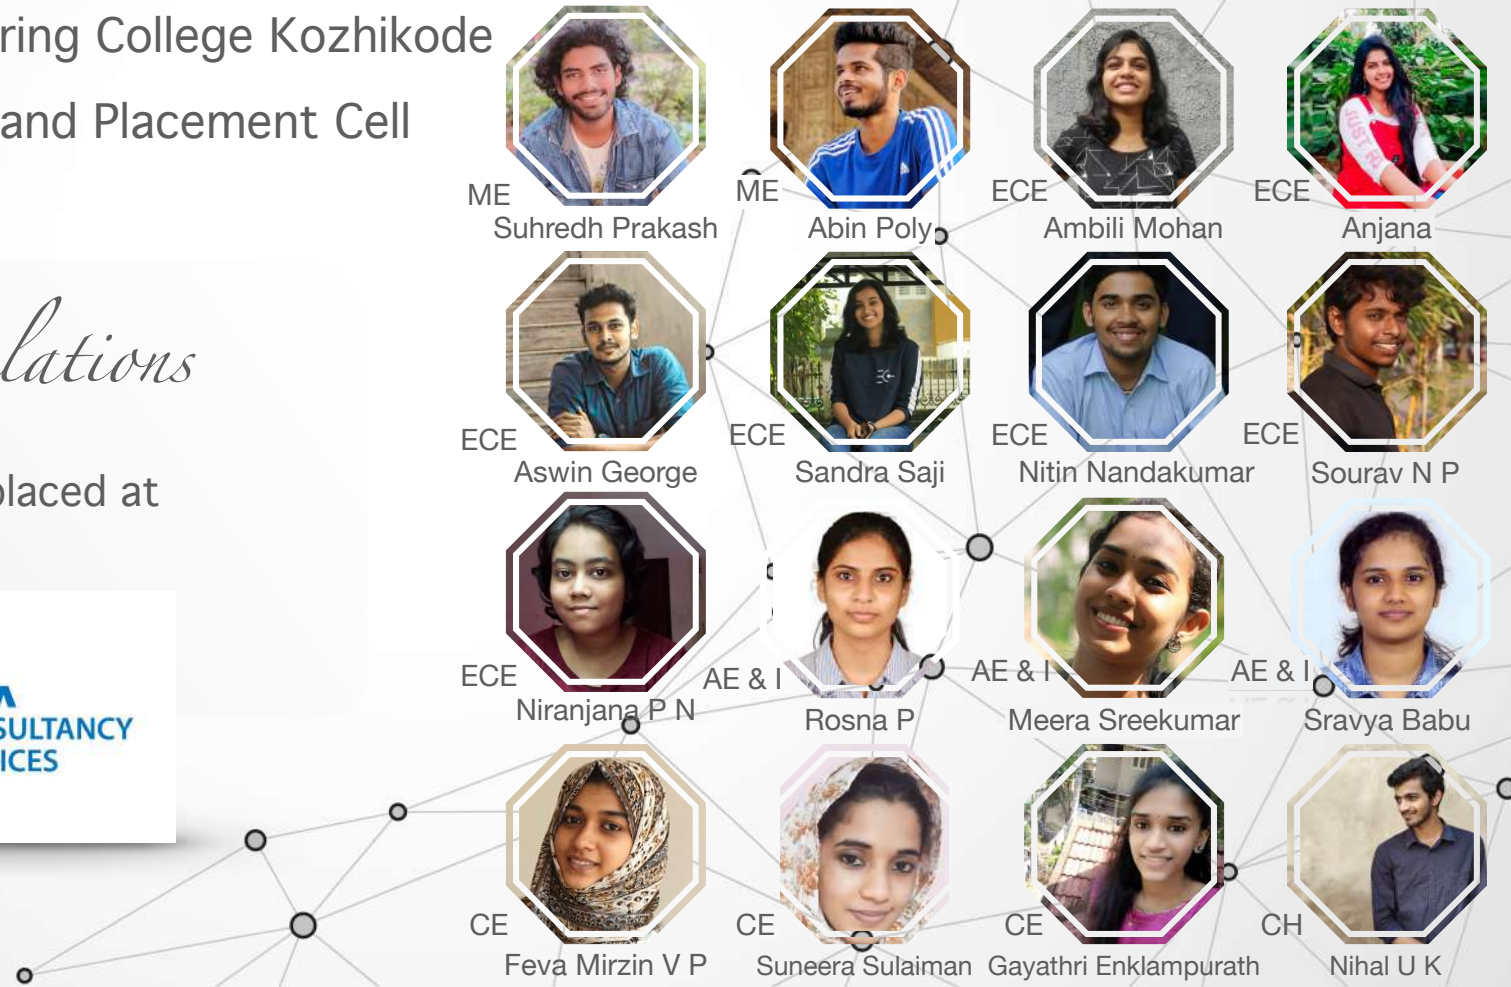 ring College Kozhikode
and Placement Cell
lations
placed at
A
SULTANCY
ICES
ME
Suhredh Prakash
ME
Abin Poly
ECE
Ambili Mohan
ECE
Anjana
ECE
Aswin George
ECE
Sandra Saji
ECE
Nitin Nandakumar
ECE
Sourav N P
ECE
Niranjana P N
AE & I
Rosna P
AE & I
Meera Sreekumar
AE & I
Sravya Babu
CE
Feva Mirzin V P
CE
Suneera Sulaiman
CE
Gayathri Enklampurath
CH
Nihal U K